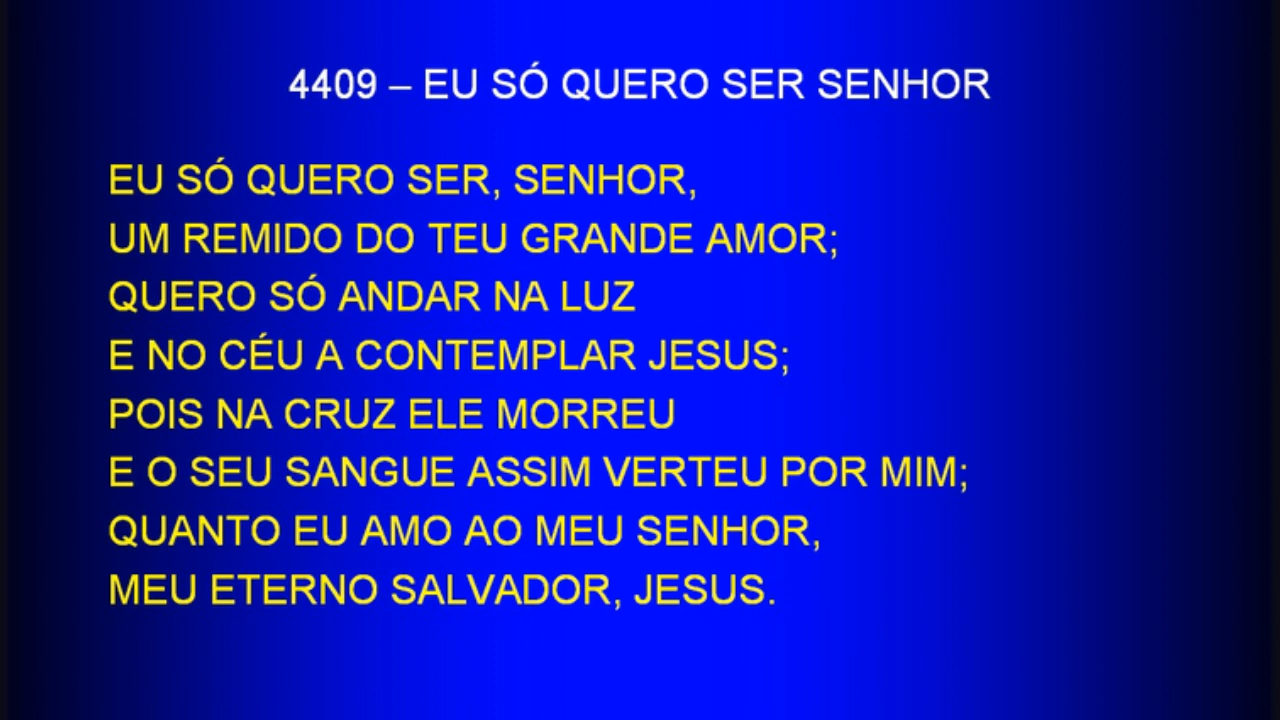 4409 – EU SÓ QUERO SER SENHOR
EU SÓ QUERO SER, SENHOR,
UM REMIDO DO TEU GRANDE AMOR;
QUERO SÓ ANDAR NA LUZ
E NO CÉU A CONTEMPLAR JESUS;
POIS NA CRUZ ELE MORREU
E O SEU SANGUE ASSIM VERTEU POR MIM;
QUANTO EU AMO AO MEU SENHOR,
MEU ETERNO SALVADOR, JESUS.